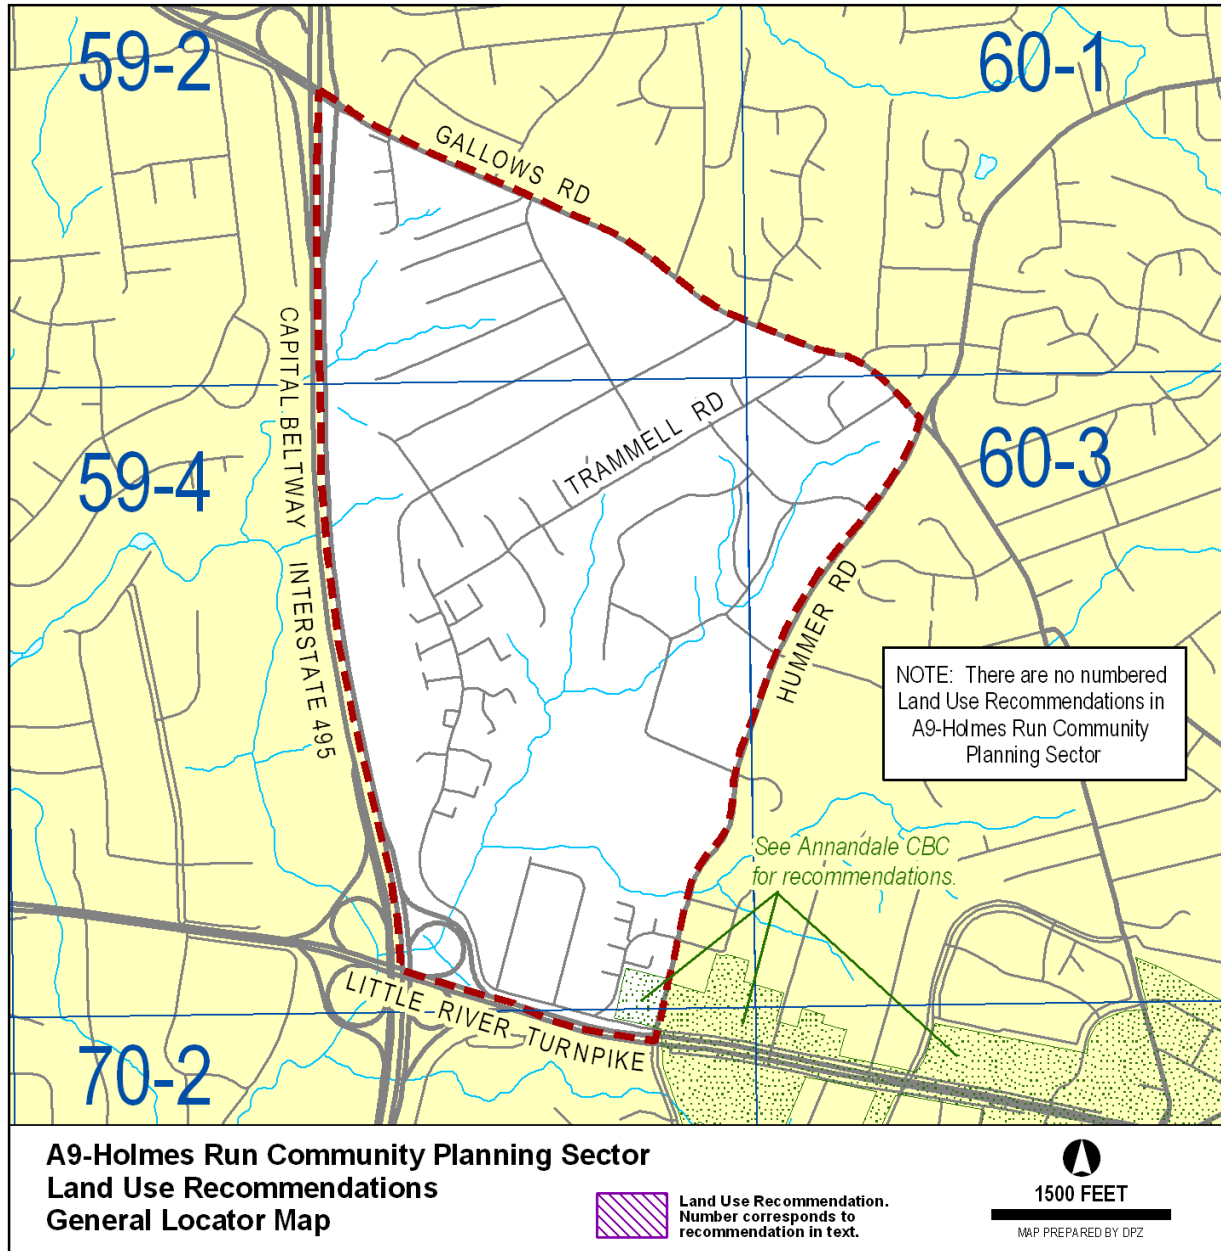 59-2
60-1
GALLOWS RD
CAPITAL BELTWAY INTERSTATE 495
TRAMMELL RD
59-4
60-3
HUMMER RD
NOTE: There are no numbered
Land Use Recommendations in
A9-Holmes Run Community
Planning Sector
See Annandale CBC
for recommendations.
LITTLE RIVER TURNPIKE
70-2
A9-Holmes Run Community Planning Sector
Land Use Recommendations
General Locator Map
Land Use Recommendation.
Number corresponds to
recommendation in text.
1500 FEET
MAP PREPARED BY DPZ